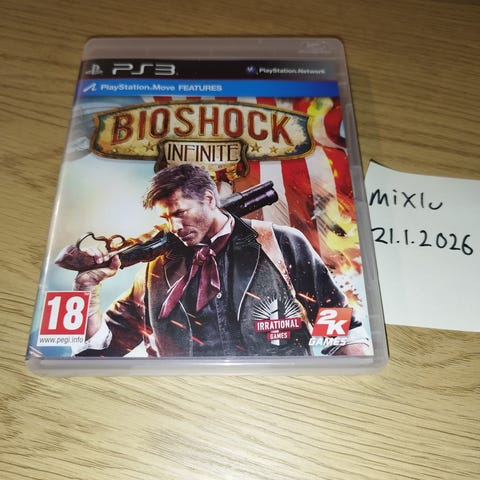 PS3
PlayStation®Network
PlayStation®Move FEATURES
BIOSHOCK
INFINITE
mixlu
21.1.2026
18
www.pegi.info
IRRATIONAL
GAMES
2K
GAMES